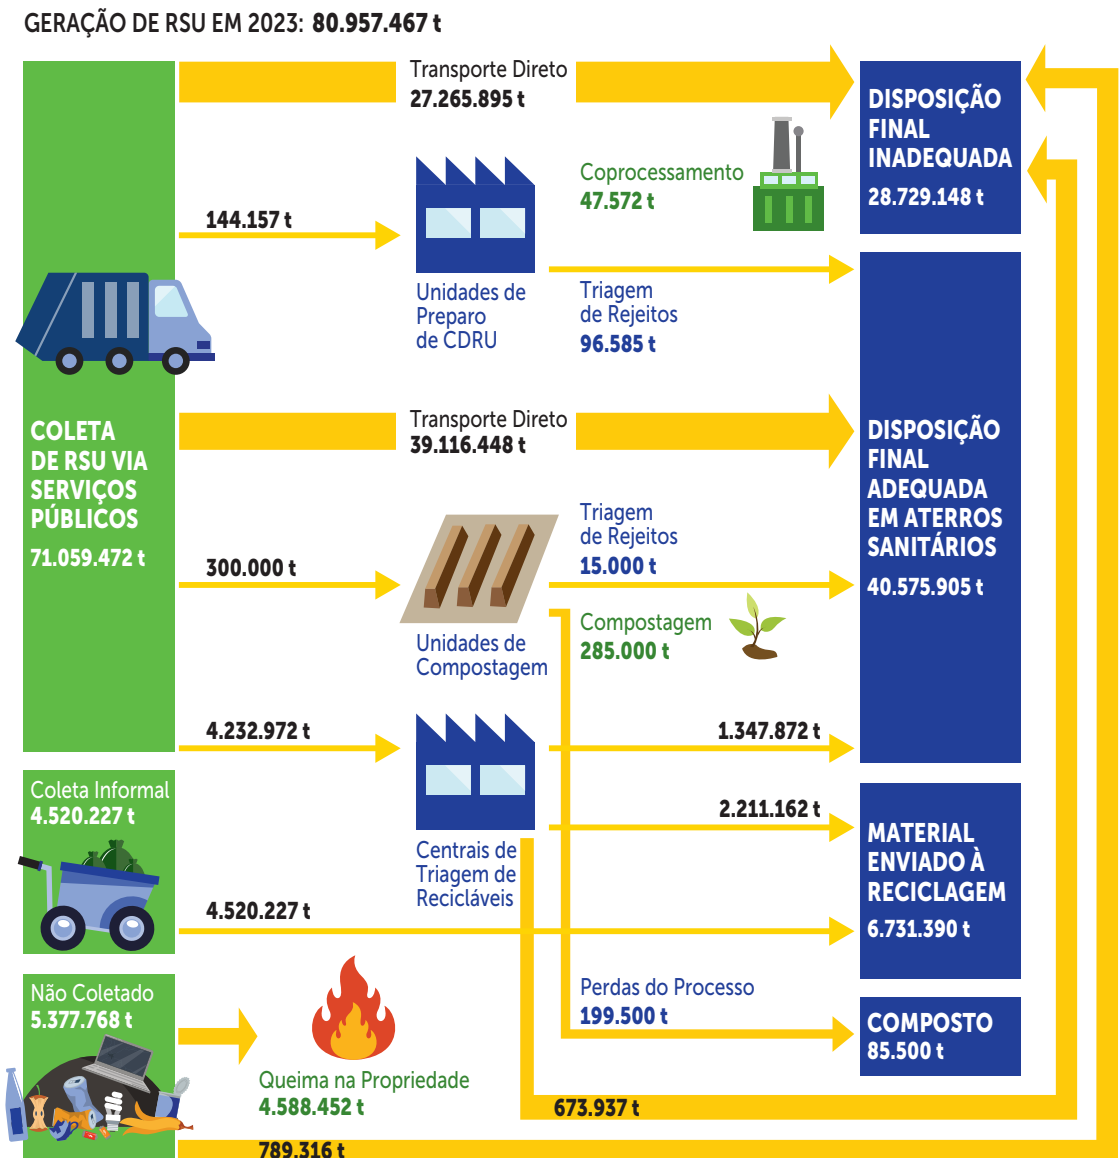 GERAÇÃO DE RSU EM 2023: 80.957.467 t
Transporte Direto
27.265.895 t
DISPOSIÇÃO
FINAL
INADEQUADA
28.729.148 t
144.157 t
Coprocessamento
47.572 t
Unidades de
Preparo
de CDRU
Triagem
de Rejeitos
96.585 t
COLETA
DE RSU VIA
SERVIÇOS
PÚBLICOS
71.059.472 t
Transporte Direto
39.116.448 t
DISPOSIÇÃO
FINAL
ADEQUADA
EM ATERROS
SANITÁRIOS
40.575.905 t
300.000 t
Triagem
de Rejeitos
15.000 t
Unidades de
Compostagem
Compostagem
285.000 t
4.232.972 t
1.347.872 t
2.211.162 t
Coleta Informal
4.520.227 t
Centrais de
Triagem de
Recicláveis
MATERIAL
ENVIADO À
RECICLAGEM
6.731.390 t
4.520.227 t
Não Coletado
5.377.768 t
Perdas do Processo
199.500 t
COMPOSTO
85.500 t
Queima na Propriedade
4.588.452 t
673.937 t
789.316 t